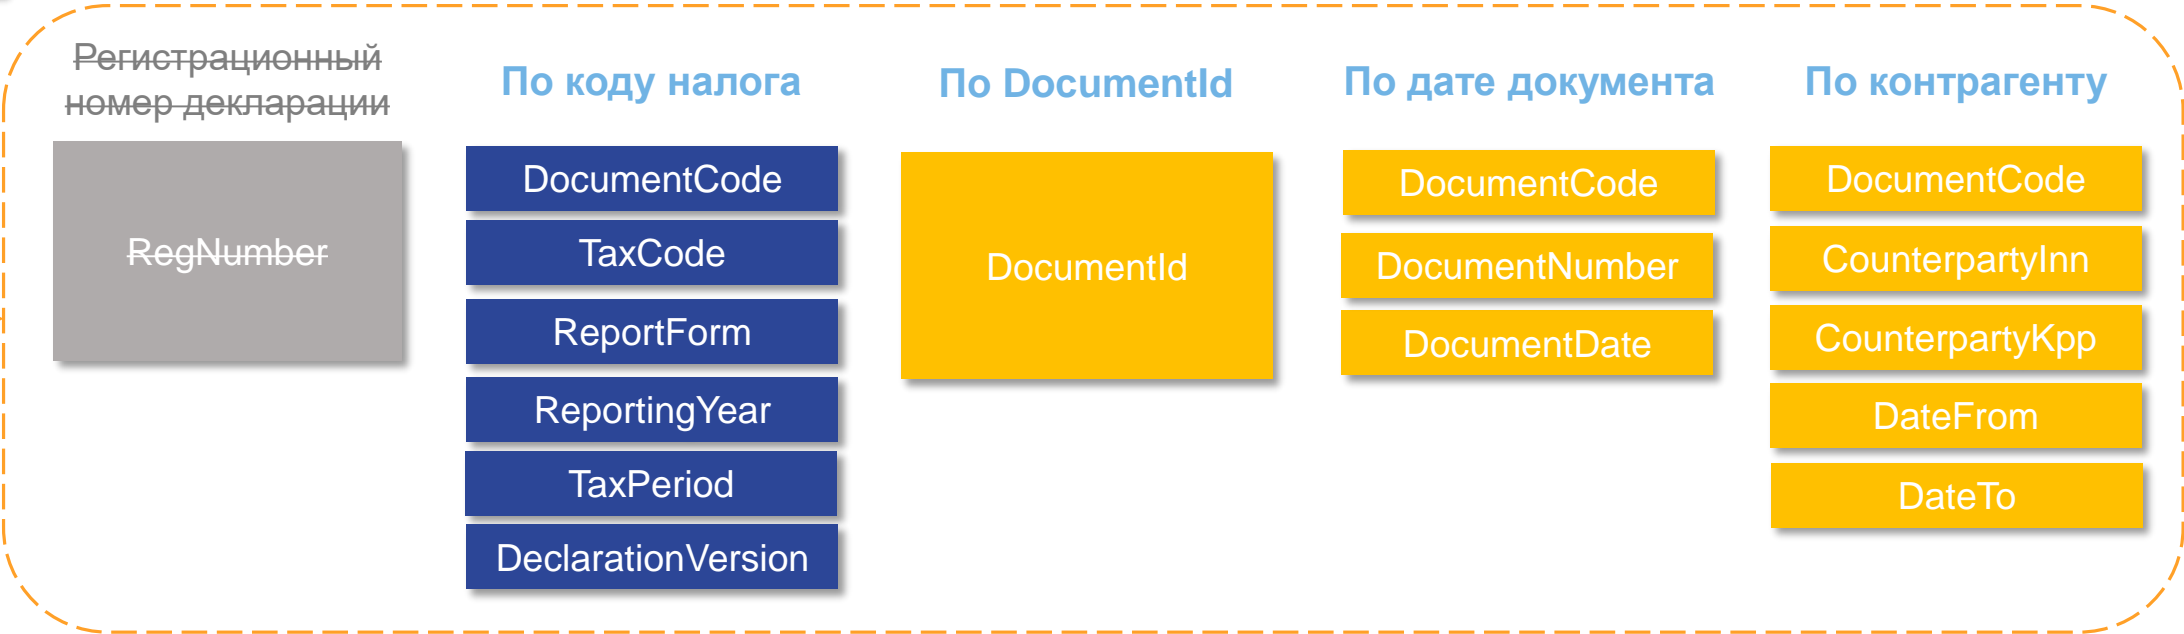 Регистрационный
номер декларации
RegNumber
По коду налога
DocumentCode
TaxCode
ReportForm
ReportingYear
TaxPeriod
DeclarationVersion
По DocumentId
DocumentId
По дате документа
DocumentCode
DocumentNumber
DocumentDate
По контрагенту
DocumentCode
CounterpartyInn
CounterpartyKpp
DateFrom
DateTo